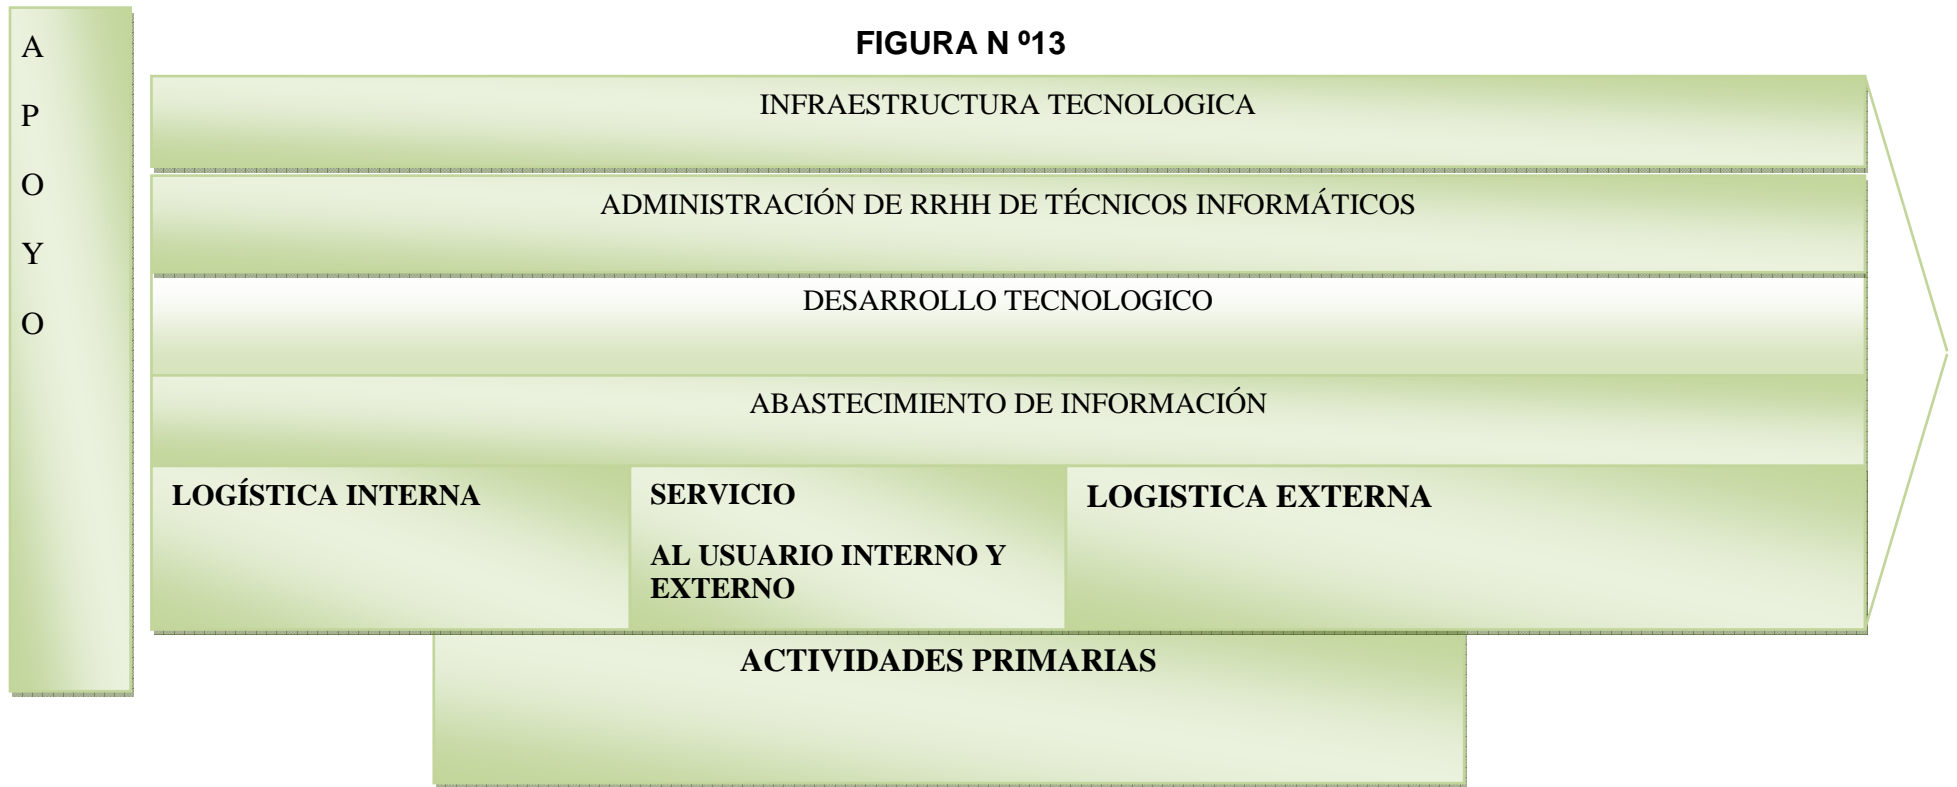 A
P
O
Y
O
FIGURA N º13
INFRAESTRUCTURA TECNOLOGICA
ADMINISTRACIÓN DE RRHH DE TÉCNICOS INFORMÁTICOS
DESARROLLO TECNOLOGICO
ABASTECIMIENTO DE INFORMACIÓN
LOGÍSTICA INTERNA
SERVICIO
AL USUARIO INTERNO Y
EXTERNO
LOGISTICA EXTERNA
ACTIVIDADES PRIMARIAS